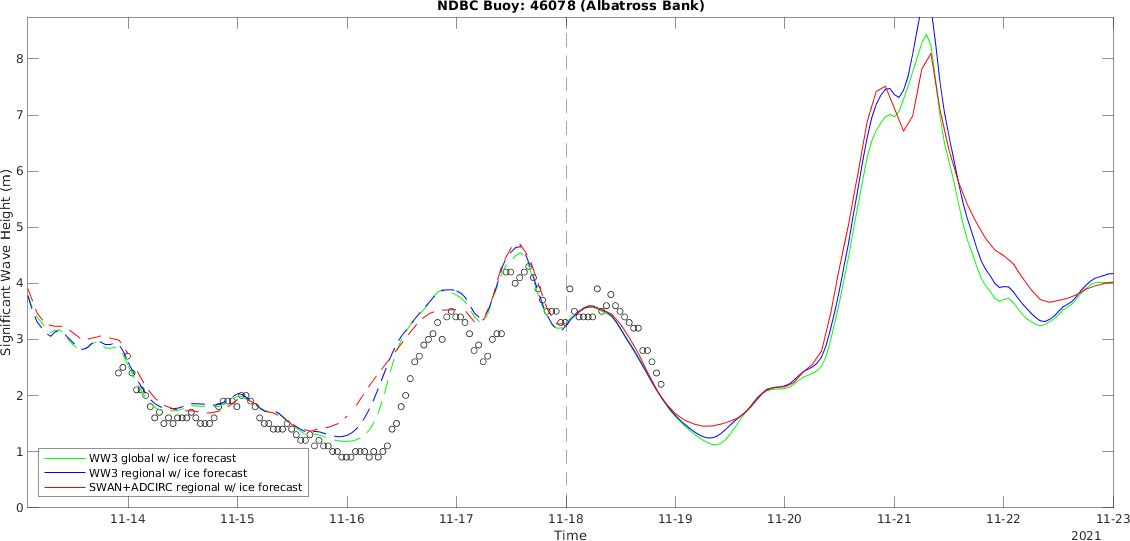 NDBC Buoy: 46078 (Albatross Bank)
Significant Wave Height (m)
8
7
6
5
4
3
2
1
0
WW3 global w/ ice forecast
WW3 regional w/ ice forecast
SWAN+ADCIRC regional w/ ice forecast
11-14 11-15 11-16 11-17 11-18 11-19 11-20 11-21 11-22 11-23
Time
2021